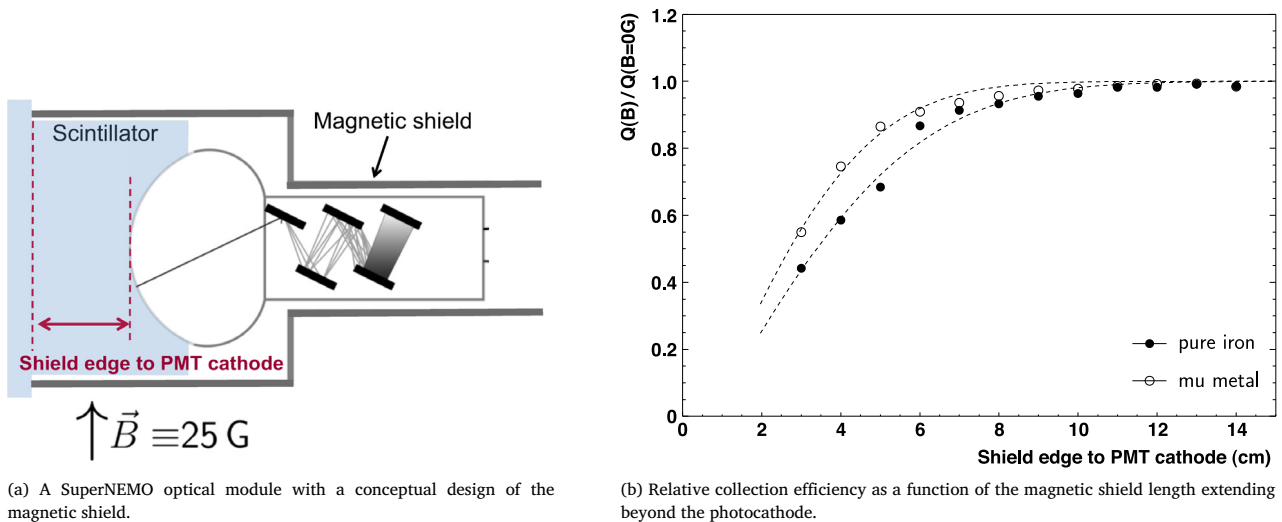 Scintillator
Magnetic shield
Shield edge to PMT cathode
B⃗ ≡25 G
(a) A SuperNEMO optical module with a conceptual design of the
magnetic shield.
Q(B) / Q(B=0G)
1.2
1.0
0.8
0.6
0.4
0.2
0
pure iron
mu metal
0 2 4 6 8 10 12 14
Shield edge to PMT cathode (cm)
(b) Relative collection efficiency as a function of the magnetic shield length extending
beyond the photocathode.